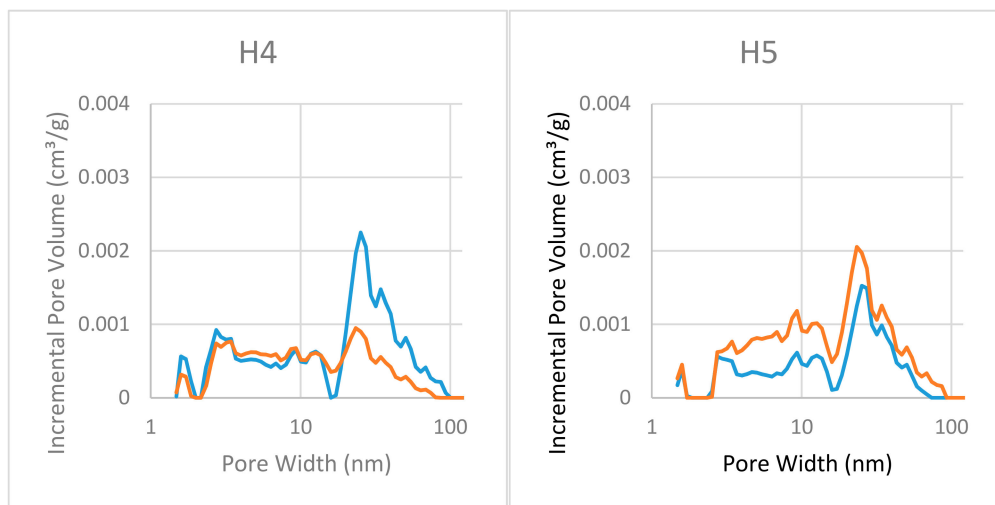 H4
Incremental Pore Volume (cm³/g)
0.004
0.003
0.002
0.001
0
1
10
100
Pore Width (nm)
H5
Incremental Pore Volume (cm³/g)
0.004
0.003
0.002
0.001
0
1
10
100
Pore Width (nm)